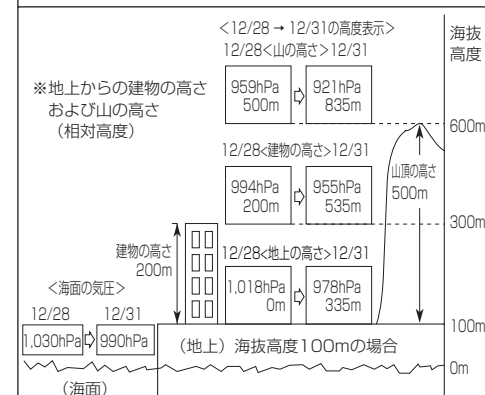 <12/28 → 12/31の高度表示>
12/28<山の高さ>12/31
959hPa
500m
921hPa
835m
海抜
高度
※地上からの建物の高さ
および山の高さ
（相対高度）
600m
12/28<建物の高さ>12/31
994hPa
200m
955hPa
535m
山頂の高さ
500m
300m
建物の高さ
200m
12/28<地上の高さ>12/31
1,018hPa
0m
978hPa
335m
<海面の気圧>
12/28 12/31
1,030hPa
990hPa
（地上）海抜高度100mの場合
100m
0m
（海面）